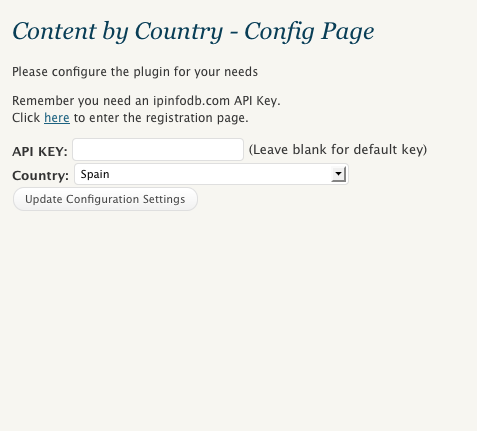 Content by Country - Config Page
Please configure the plugin for your needs
Remember you need an ipinfodb.com API Key.
Click here to enter the registration page.
API KEY: (Leave blank for default key)
Country: Spain
Update Configuration Settings